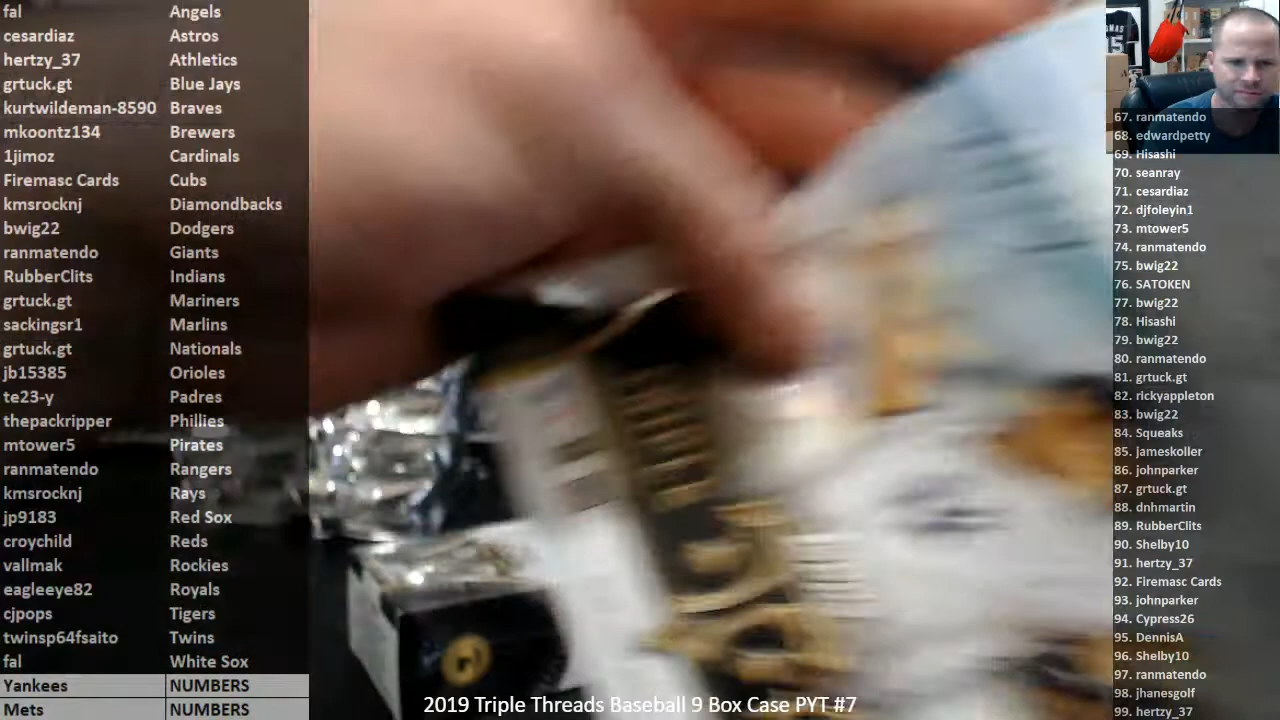 fal Angels
cesardiaz Astros
hertzy_37 Athletics
grtuck.gt Blue Jays
kurtwildeman-8590 Braves
mkoontz134 Brewers
1jimoz Cardinals
Firemasc Cards Cubs
kmsrocknj Diamondbacks
bwig22 Dodgers
ranmatendo Giants
RubberClits Indians
grtuck.gt Mariners
sackingsr1 Marlins
grtuck.gt Nationals
jb15385 Orioles
te23-y Padres
thepackripper Phillies
mtower5 Pirates
ranmatendo Rangers
kmsrocknj Rays
jp9183 Red Sox
croychild Reds
vallmak Rockies
eagleeye82 Royals
cjpops Tigers
twinsp64fsaito Twins
fal White Sox
Yankees NUMBERS
Mets NUMBERS
2019 Triple Threads Baseball 9 Box Case PYT #7
67. ranmatendo
68. edwardpetty
69. Hisashi
70. seanray
71. cesardiaz
72. djfoleyin1
73. mtower5
74. ranmatendo
75. bwig22
76. SATOKEN
77. bwig22
78. Hisashi
79. bwig22
80. ranmatendo
81. grtuck.gt
82. rickyappleton
83. bwig22
84. Squeaks
85. jameskoller
86. johnparker
87. grtuck.gt
88. dnhmartin
89. RubberClits
90. Shelby10
91. hertzy_37
92. Firemasc Cards
93. johnparker
94. Cypress26
95. DennisA
96. Shelby10
97. ranmatendo
98. jhanesgolf
99. hertzy_37